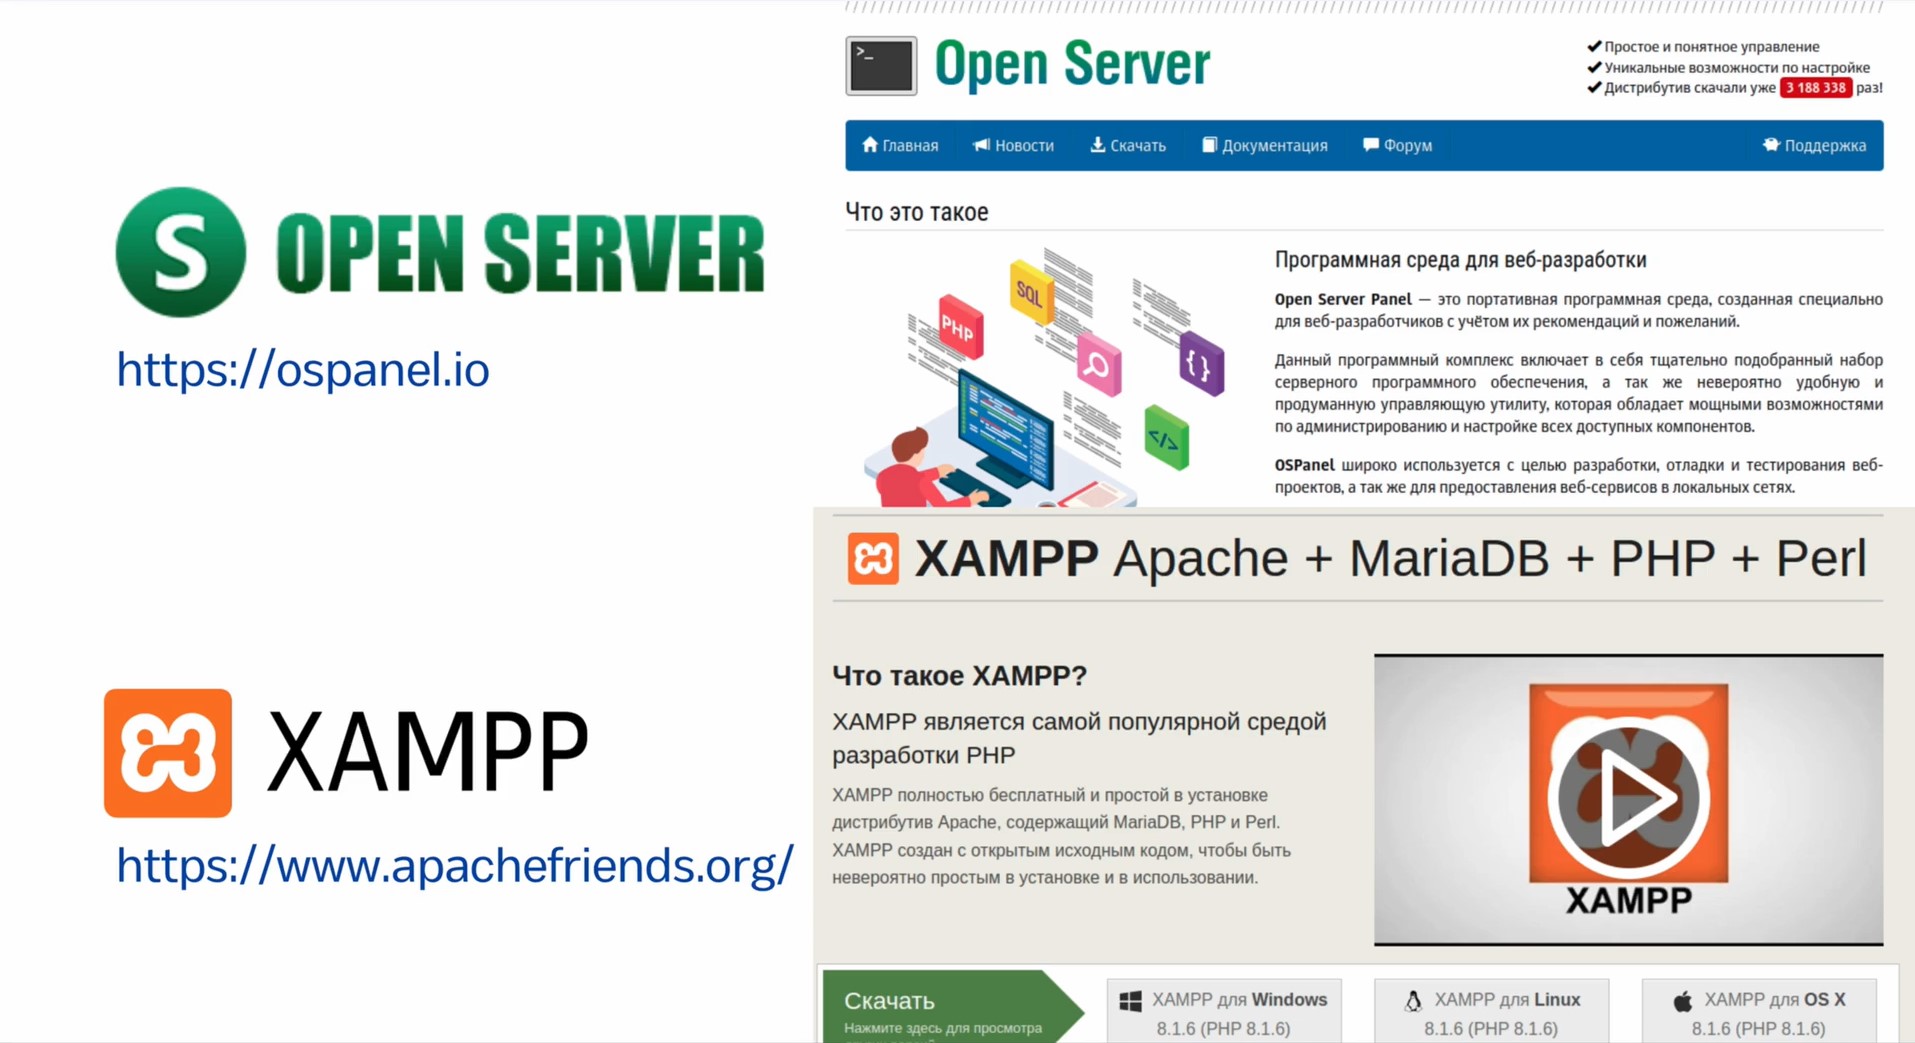 S OPEN SERVER
https://ospanel.io
XAMPP
https://www.apachefriends.org/
>_ Open Server
Простое и понятное управление
Уникальные возможности по настройке
Дистрибутив скачали уже 3 188 338 раз!
Главная Новости Скачать Документация Форум Поддержка
Что это такое
PHP
SQL
{}
</>
Программная среда для веб-разработки
Open Server Panel — это портативная программная среда, созданная специально
для веб-разработчиков с учётом их рекомендаций и пожеланий.
Данный программный комплекс включает в себя тщательно подобранный набор
серверного программного обеспечения, а так же невероятно удобную и
продуманную управляющую утилиту, которая обладает мощными возможностями
по администрированию и настройке всех доступных компонентов.
OSPanel широко используется с целью разработки, отладки и тестирования веб-
проектов, а так же для предоставления веб-сервисов в локальных сетях.
XAMPP Apache + MariaDB + PHP + Perl
Что такое XAMPP?
XAMPP является самой популярной средой
разработки PHP
XAMPP полностью бесплатный и простой в установке
дистрибутив Apache, содержащий MariaDB, PHP и Perl.
XAMPP создан с открытым исходным кодом, чтобы быть
невероятно простым в установке и в использовании.
XAMPP
Скачать
Нажмите здесь для просмотра
XAMPP для Windows
8.1.6 (PHP 8.1.6)
XAMPP для Linux
8.1.6 (PHP 8.1.6)
XAMPP для OS X
8.1.6 (PHP 8.1.6)